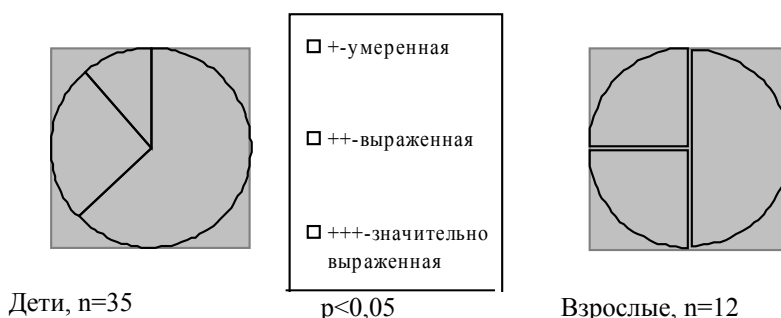 +-умеренная
++-выраженная
+++-значительно
выраженная
Дети, n=35
p<0,05
Взрослые, n=12